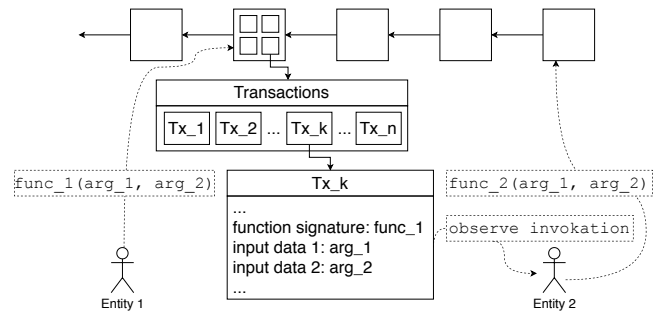 Transactions
Tx_1 Tx_2 ... Tx_k ... Tx_n
func_1(arg_1, arg_2)
Tx_k
func_2(arg_1, arg_2)
...
function signature: func_1
observe invokation
input data 1: arg_1
input data 2: arg_2
...
Entity 1
Entity 2